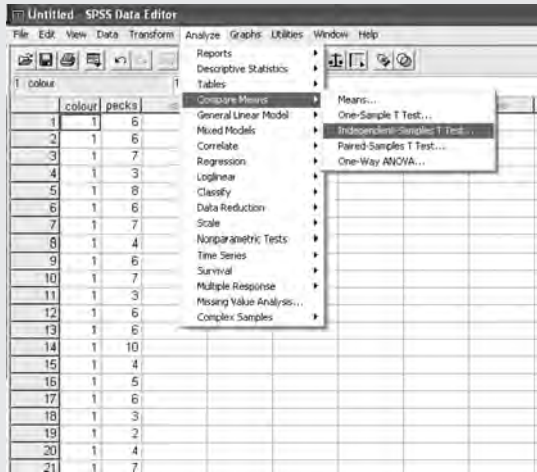 Untitled - SPSS Data Editor
File Edit View Data Transform Analyze Graphs Utilities Window Help
1 : colour 1
colour pecks
1 1 6
2 1 6
3 1 7
4 1 3
5 1 8
6 1 6
7 1 7
8 1 4
9 1 6
10 1 7
11 1 3
12 1 6
13 1 6
14 1 10
15 1 4
16 1 5
17 1 6
18 1 3
19 1 2
20 1 4
21 1 7
Reports
Descriptive Statistics
Tables
Compare Means
General Linear Model
Mixed Models
Correlate
Regression
Loglinear
Classify
Data Reduction
Scale
Nonparametric Tests
Time Series
Survival
Multiple Response
Missing Value Analysis...
Complex Samples
Means...
One-Sample T Test...
Independent-Samples T Test...
Paired-Samples T Test...
One-Way ANOVA...